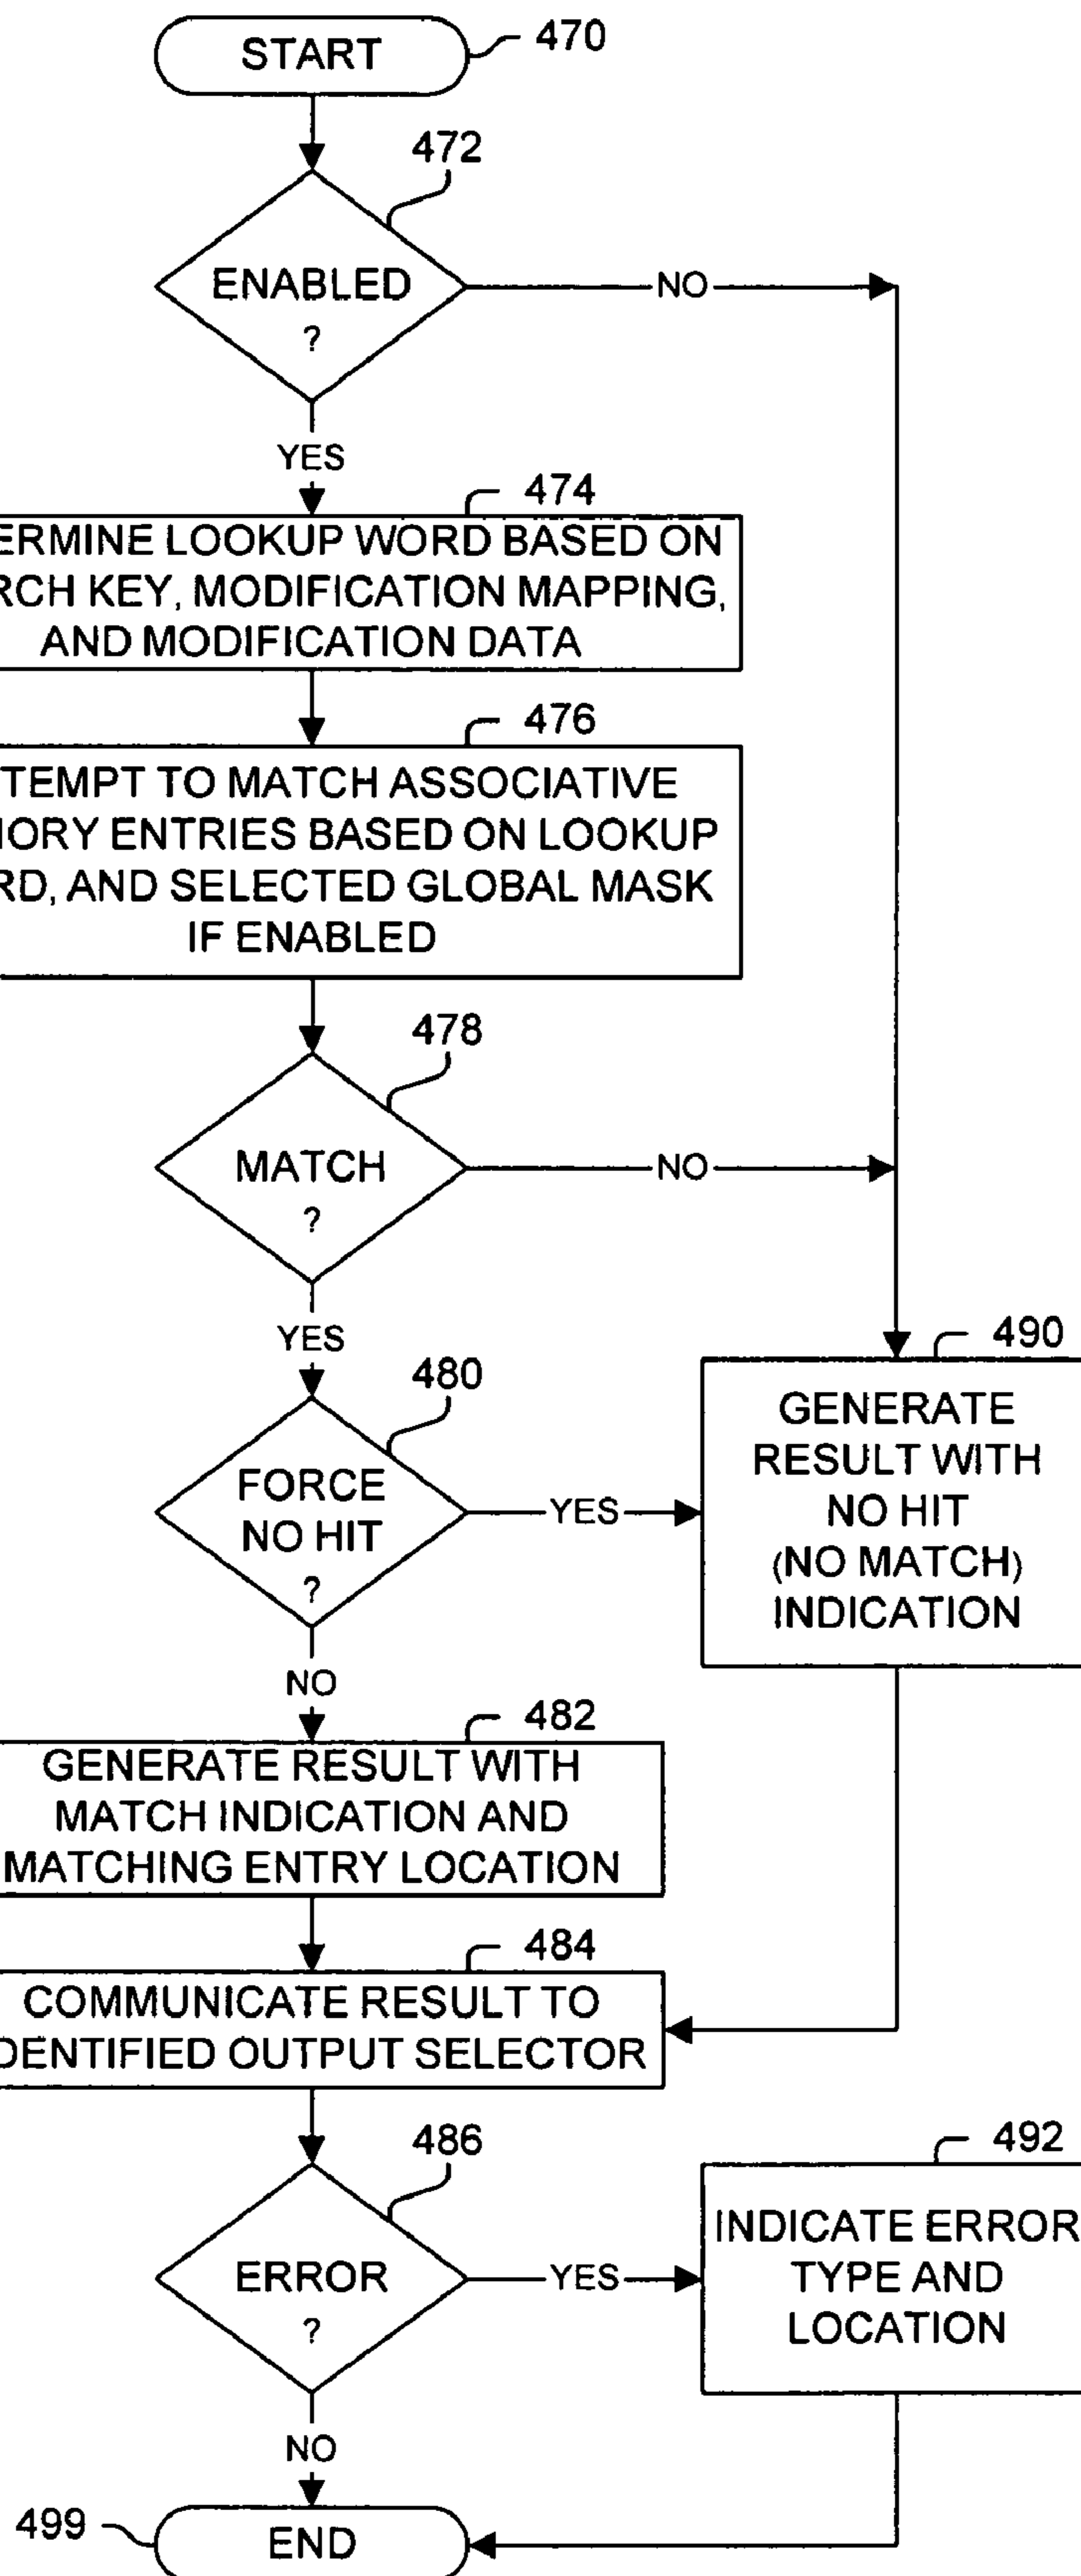 START
470
472
ENABLED
?
NO
YES
474
ERMINE LOOKUP WORD BASED ON
RCH KEY, MODIFICATION MAPPING,
AND MODIFICATION DATA
476
TEMPT TO MATCH ASSOCIATIVE
ORY ENTRIES BASED ON LOOKUP
RD, AND SELECTED GLOBAL MASK
IF ENABLED
478
MATCH
?
NO
YES
480
FORCE
NO HIT
?
YES
NO
490
GENERATE
RESULT WITH
NO HIT
(NO MATCH)
INDICATION
482
GENERATE RESULT WITH
MATCH INDICATION AND
MATCHING ENTRY LOCATION
484
COMMUNICATE RESULT TO
DENTIFIED OUTPUT SELECTOR
486
ERROR
?
YES
NO
492
INDICATE ERROR
TYPE AND
LOCATION
499
END